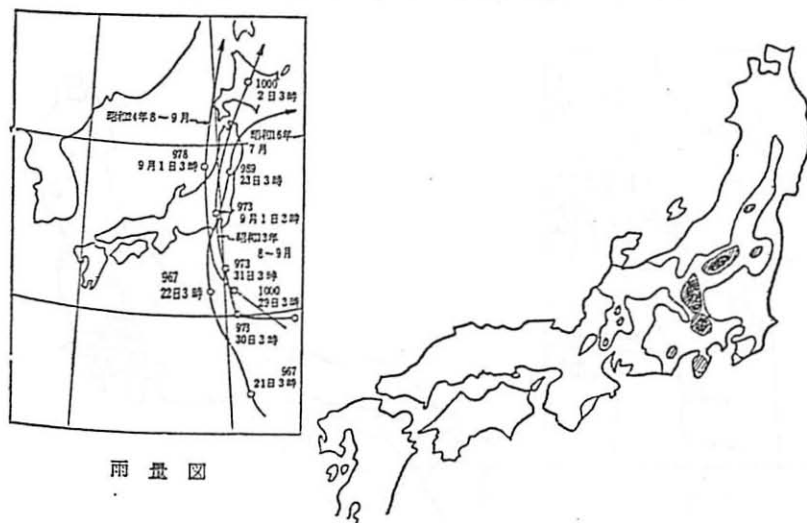 1000
2日3時
昭和24年8~9月
昭和16年
7月
978
9月1日3時
989
23日3時
973
9月1日3時
昭和13年
8~9月
973
31日3時
967
22日3時
1000
29日3時
973
30日3時
967
21日3時
雨量図